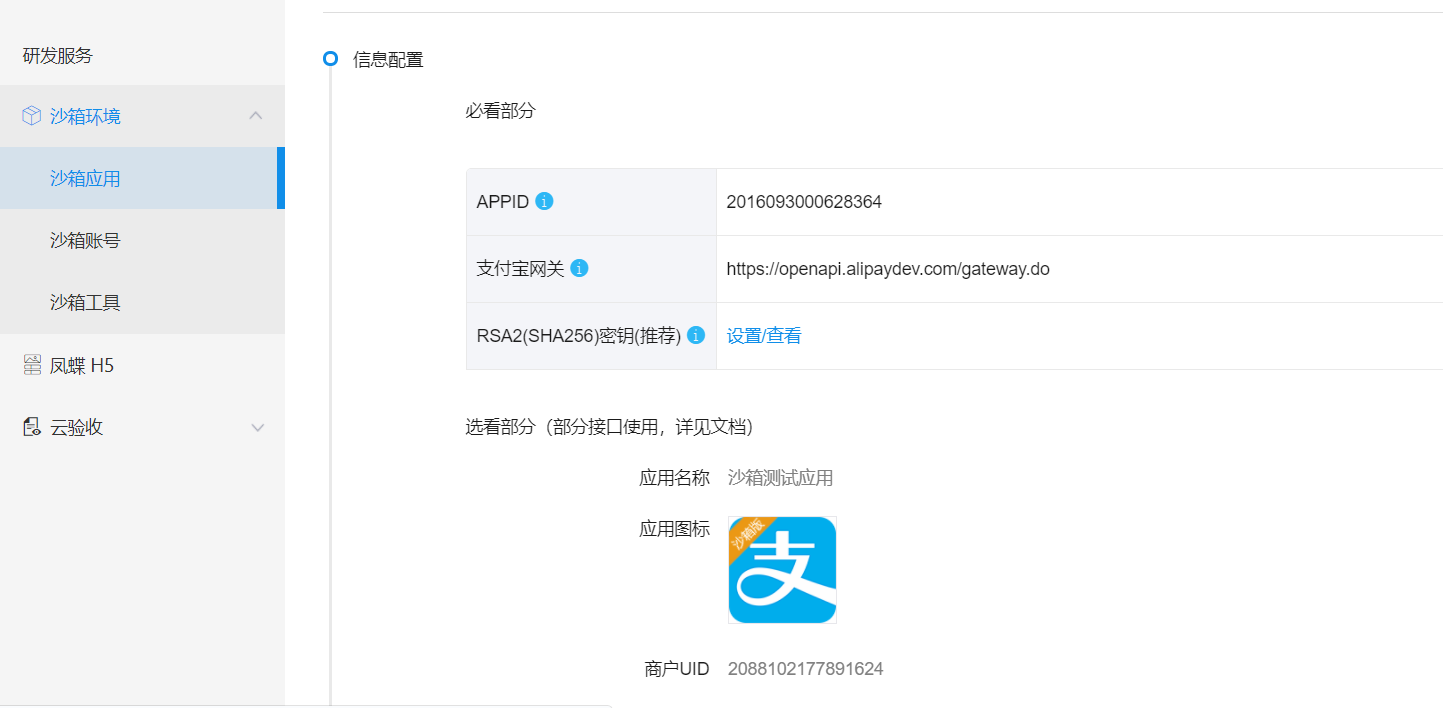 研发服务
沙箱环境
沙箱应用
沙箱账号
沙箱工具
凤蝶 H5
云验收
信息配置
必看部分
APPID 2016093000628364
支付宝网关 https://openapi.alipaydev.com/gateway.do
RSA2(SHA256)密钥(推荐) 设置/查看
选看部分（部分接口使用，详见文档）
应用名称 沙箱测试应用
应用图标
沙箱版
支
商户UID 2088102177891624